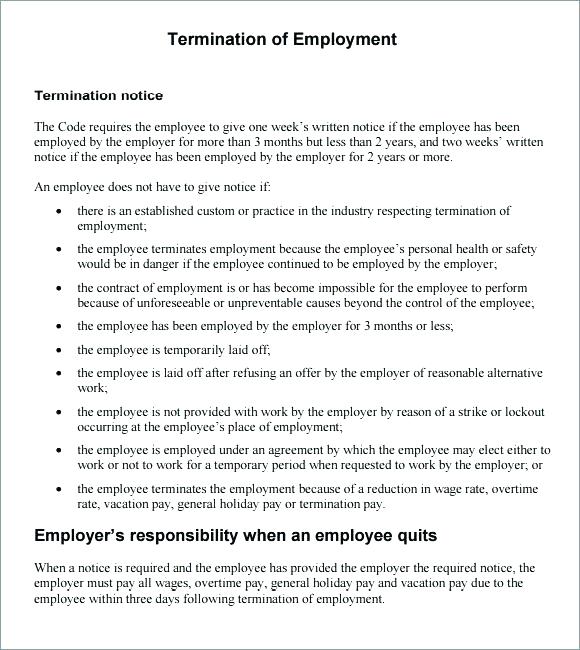 Termination of Employment
Termination notice
The Code requires the employee to give one week's written notice if the employee has been
employed by the employer for more than 3 months but less than 2 years, and two weeks' written
notice if the employee has been employed by the employer for 2 years or more.
An employee does not have to give notice if:
• there is an established custom or practice in the industry respecting termination of
employment;
• the employee terminates employment because the employee's personal health or safety
would be in danger if the employee continued to be employed by the employer;
• the contract of employment is or has become impossible for the employee to perform
because of unforeseeable or unpreventable causes beyond the control of the employee;
• the employee has been employed by the employer for 3 months or less;
• the employee is temporarily laid off;
• the employee is laid off after refusing an offer by the employer of reasonable alternative
work;
• the employee is not provided with work by the employer by reason of a strike or lockout
occurring at the employee's place of employment;
• the employee is employed under an agreement by which the employee may elect either to
work or not to work for a temporary period when requested to work by the employer; or
• the employee terminates the employment because of a reduction in wage rate, overtime
rate, vacation pay, general holiday pay or termination pay.
Employer's responsibility when an employee quits
When a notice is required and the employee has provided the employer the required notice, the
employer must pay all wages, overtime pay, general holiday pay and vacation pay due to the
employee within three days following termination of employment.